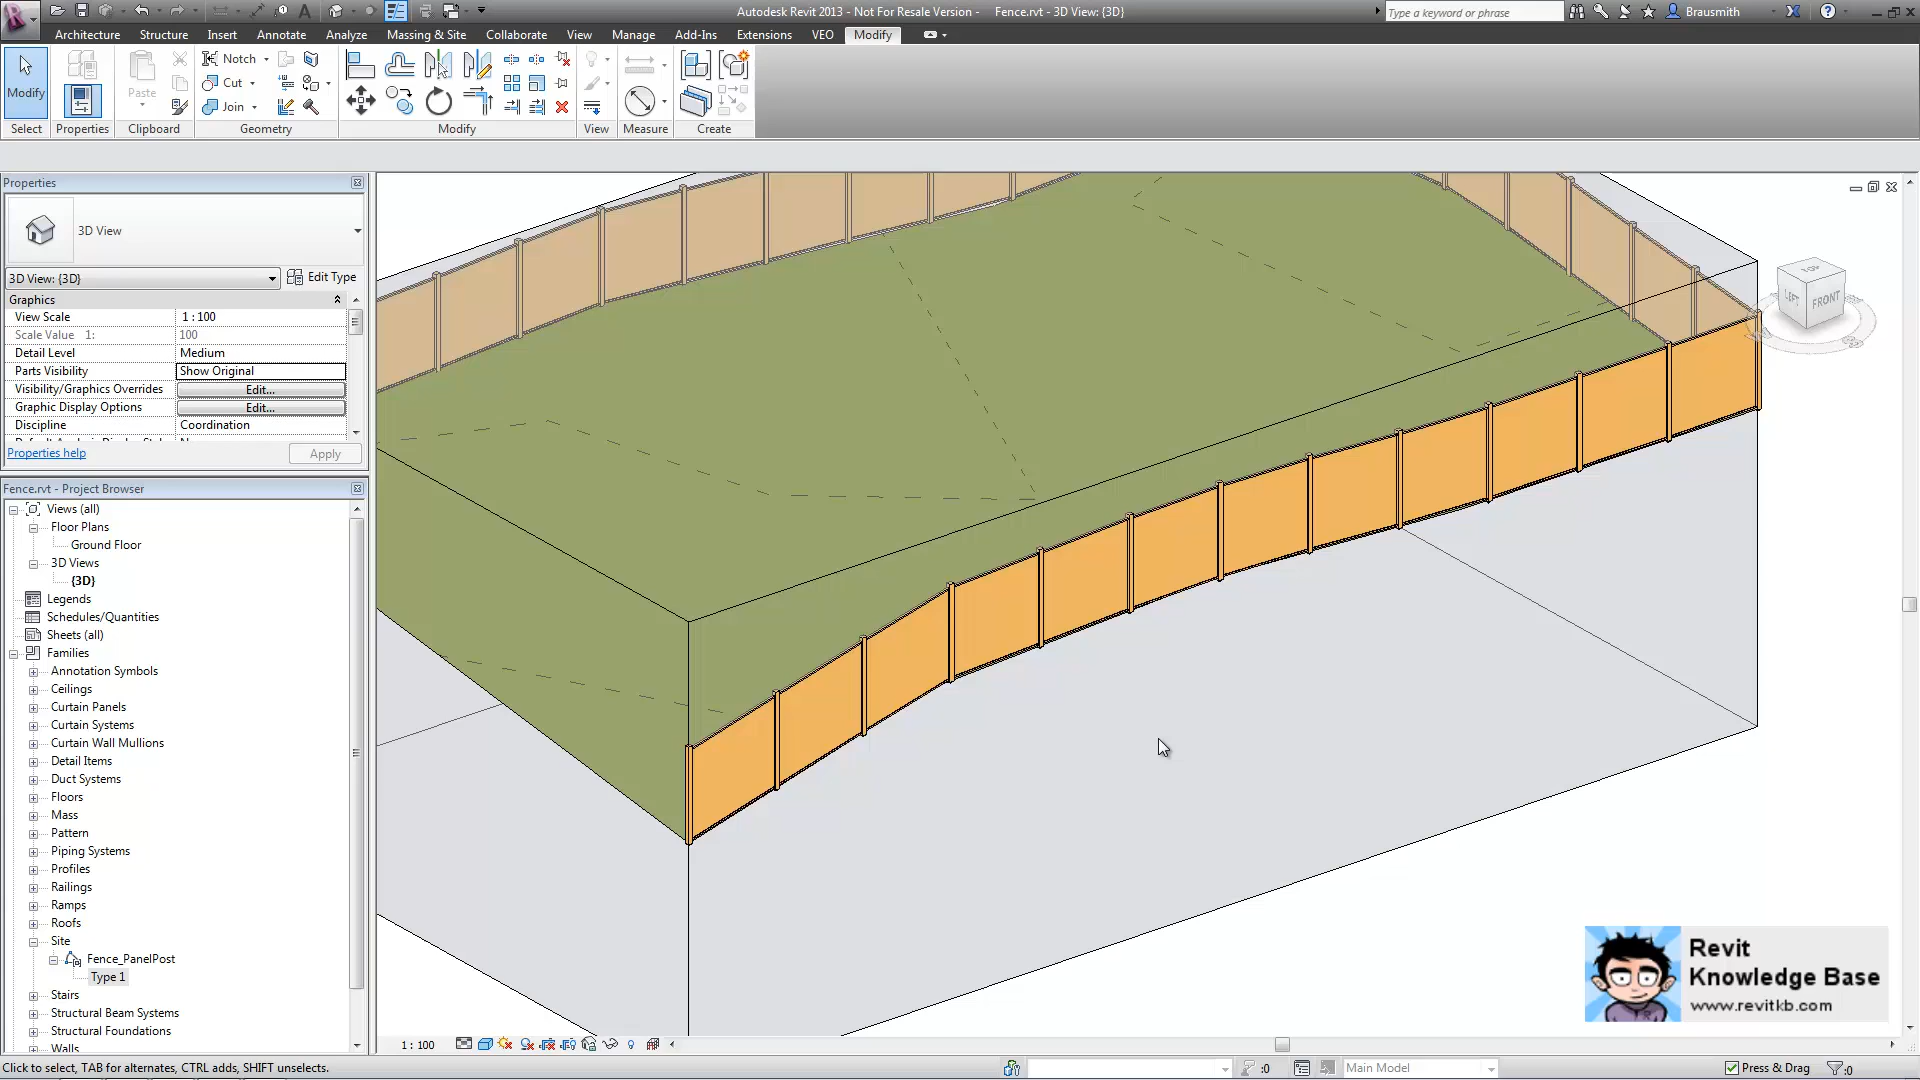 Autodesk Revit 2013 - Not For Resale Version - Fence.rvt - 3D View: {3D}
Type a keyword or phrase
Brausmith
Architecture Structure Insert Annotate Analyze Massing & Site Collaborate View Manage Add-Ins Extensions VEO Modify
Modify
Paste
Notch
Cut
Join
Select Properties Clipboard Geometry Modify View Measure Create
Properties
3D View
3D View: {3D} Edit Type
Graphics
View Scale 1 : 100
Scale Value 1: 100
Detail Level Medium
Parts Visibility Show Original
Visibility/Graphics Overrides Edit...
Graphic Display Options Edit...
Discipline Coordination
Properties help Apply
Fence.rvt - Project Browser
Views (all)
Floor Plans
Ground Floor
3D Views
{3D}
Legends
Schedules/Quantities
Sheets (all)
Families
Annotation Symbols
Ceilings
Curtain Panels
Curtain Systems
Curtain Wall Mullions
Detail Items
Duct Systems
Floors
Mass
Pattern
Piping Systems
Profiles
Railings
Ramps
Roofs
Site
Fence_PanelPost
Type 1
Stairs
Structural Beam Systems
Structural Foundations
Walls
TOP
LEFT
FRONT
Revit
Knowledge Base
www.revitkb.com
1 : 100
Click to select, TAB for alternates, CTRL adds, SHIFT unselects.
:0
Main Model
Press & Drag
:0